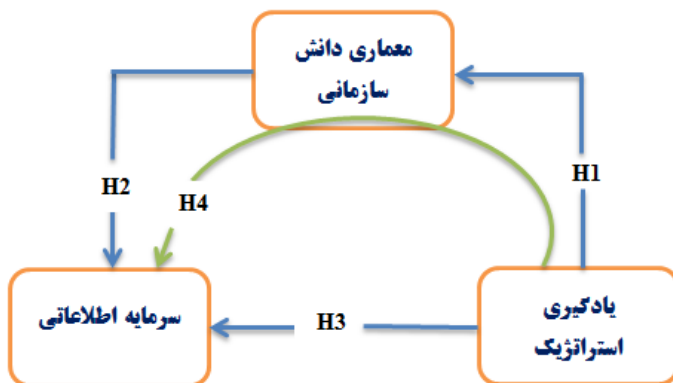 معماری دانش
سازمانی
H1
H2
H4
یادگیری
استراتژیک
H3
سرمایه اطلاعاتی